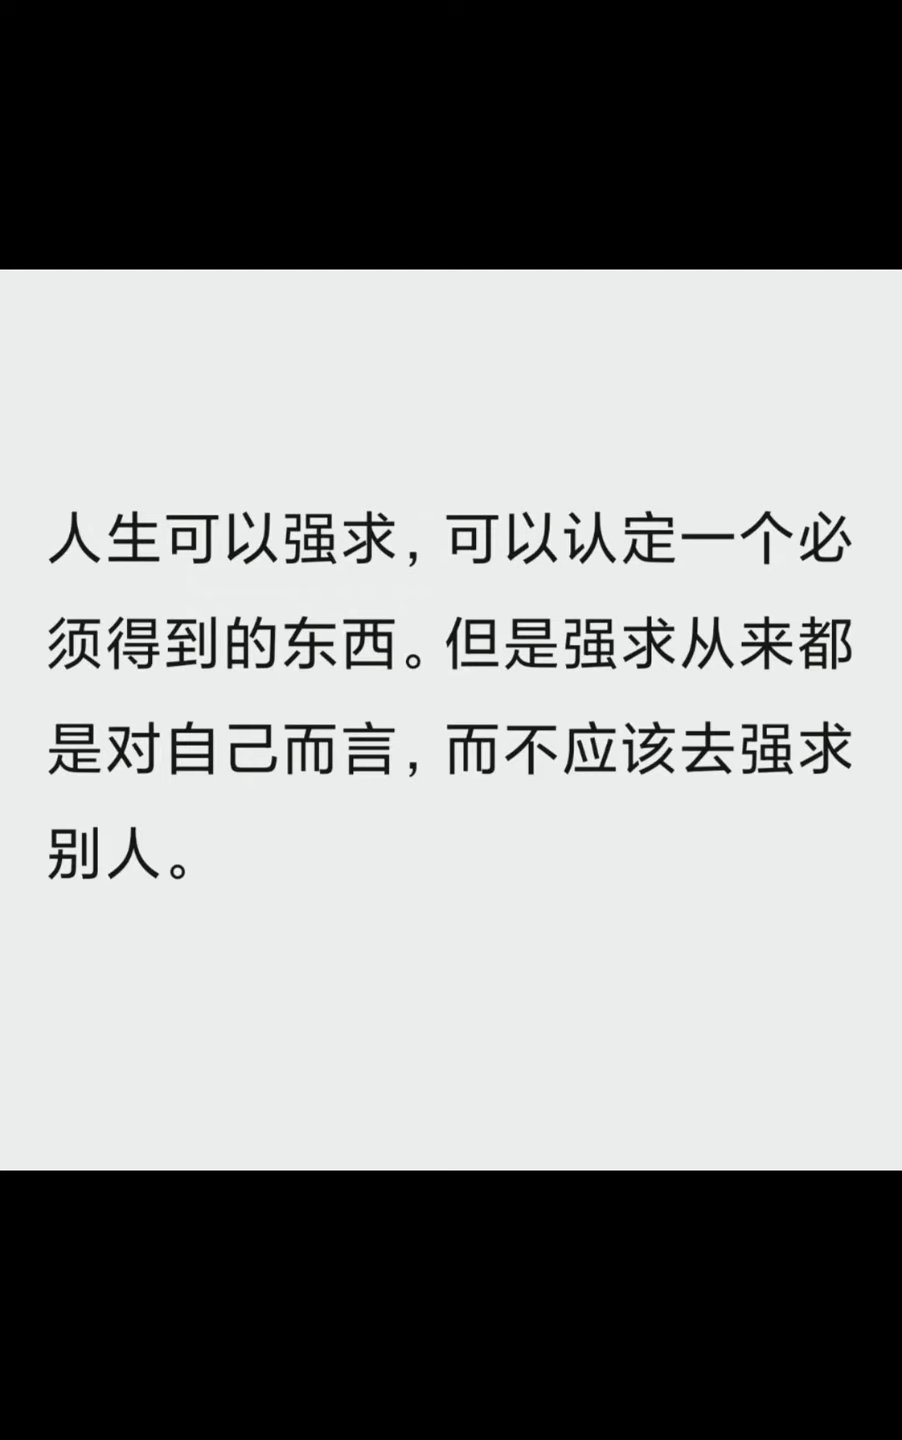 人生可以强求，可以认定一个必
须得到的东西。但是强求从来都
是对自己而言，而不应该去强求
别人。